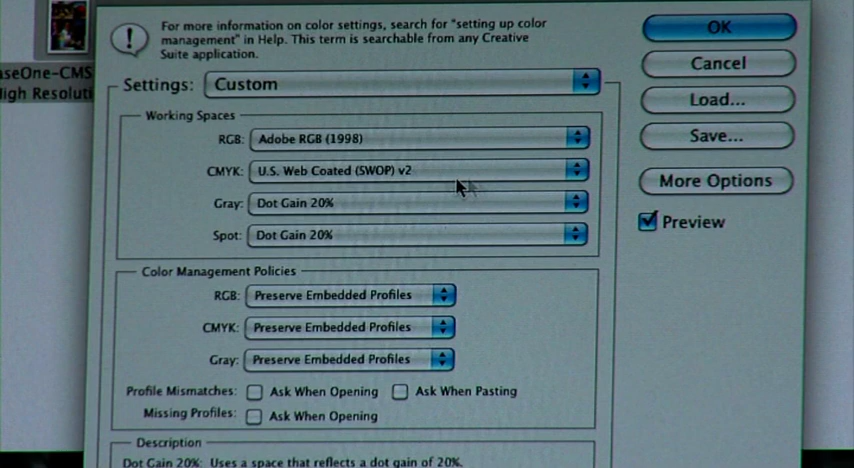 For more information on color settings, search for "setting up color
management" in Help. This term is searchable from any Creative
Suite application.
OK
Cancel
Load...
Save...
More Options
Preview
Settings: Custom
Working Spaces
RGB: Adobe RGB (1998)
CMYK: U.S. Web Coated (SWOP) v2
Gray: Dot Gain 20%
Spot: Dot Gain 20%
Color Management Policies
RGB: Preserve Embedded Profiles
CMYK: Preserve Embedded Profiles
Gray: Preserve Embedded Profiles
Profile Mismatches: Ask When Opening Ask When Pasting
Missing Profiles: Ask When Opening
Description
Dot Gain 20%: Uses a space that reflects a dot gain of 20%.
aseOne-CMS
High Resoluti